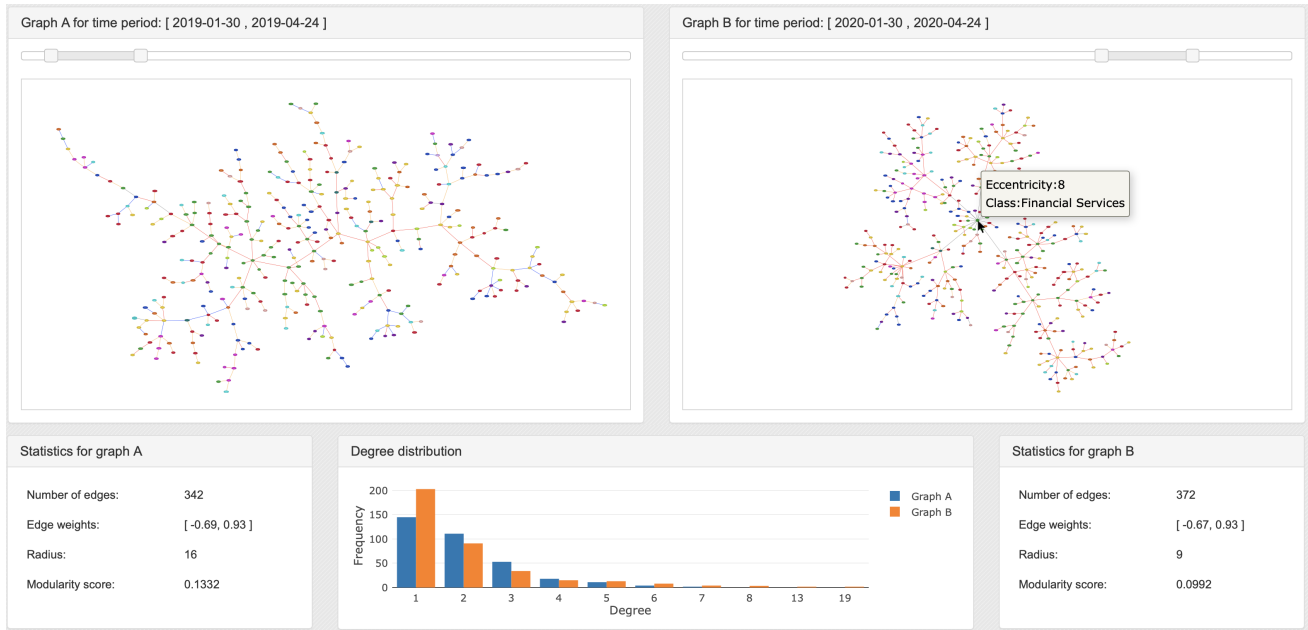 Graph A for time period: [ 2019-01-30 , 2019-04-24 ]
Graph B for time period: [ 2020-01-30 , 2020-04-24 ]
Eccentricity:8
Class:Financial Services
Statistics for graph A
Number of edges: 342
Edge weights: [ -0.69, 0.93 ]
Radius: 16
Modularity score: 0.1332
Degree distribution
Frequency
200
150
100
50
0
1 2 3 4 5 6 7 8 13 19
Degree
Graph A
Graph B
Statistics for graph B
Number of edges: 372
Edge weights: [ -0.67, 0.93 ]
Radius: 9
Modularity score: 0.0992